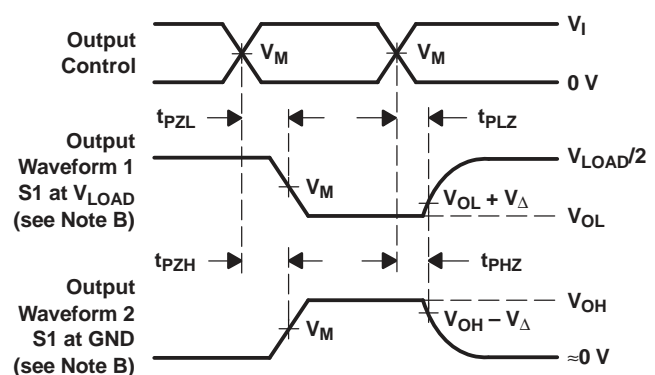 Output
Control
V_M
V_M
V_I
0 V
t_PZL
t_PLZ
Output
Waveform 1
S1 at V_LOAD
(see Note B)
V_M
V_LOAD/2
V_OL + V_Δ
V_OL
t_PZH
t_PHZ
Output
Waveform 2
S1 at GND
(see Note B)
V_M
V_OH
V_OH – V_Δ
≈0 V